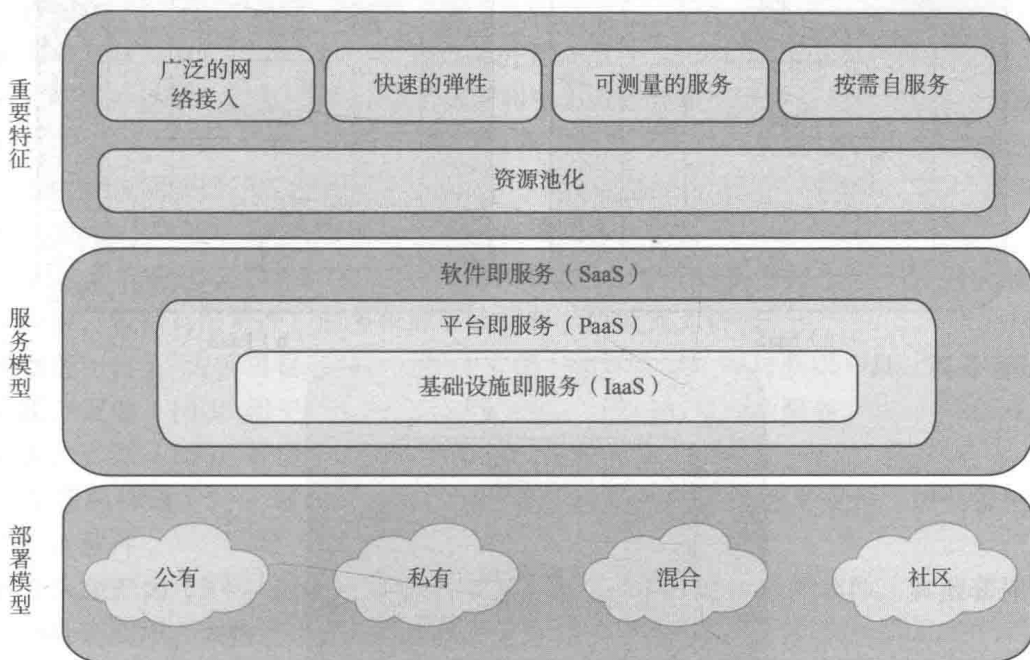 重要特征
广泛的网
络接入
快速的弹性
可测量的服务
按需自服务
资源池化
服务模型
软件即服务（SaaS）
平台即服务（PaaS）
基础设施即服务（IaaS）
部署模型
公有
私有
混合
社区